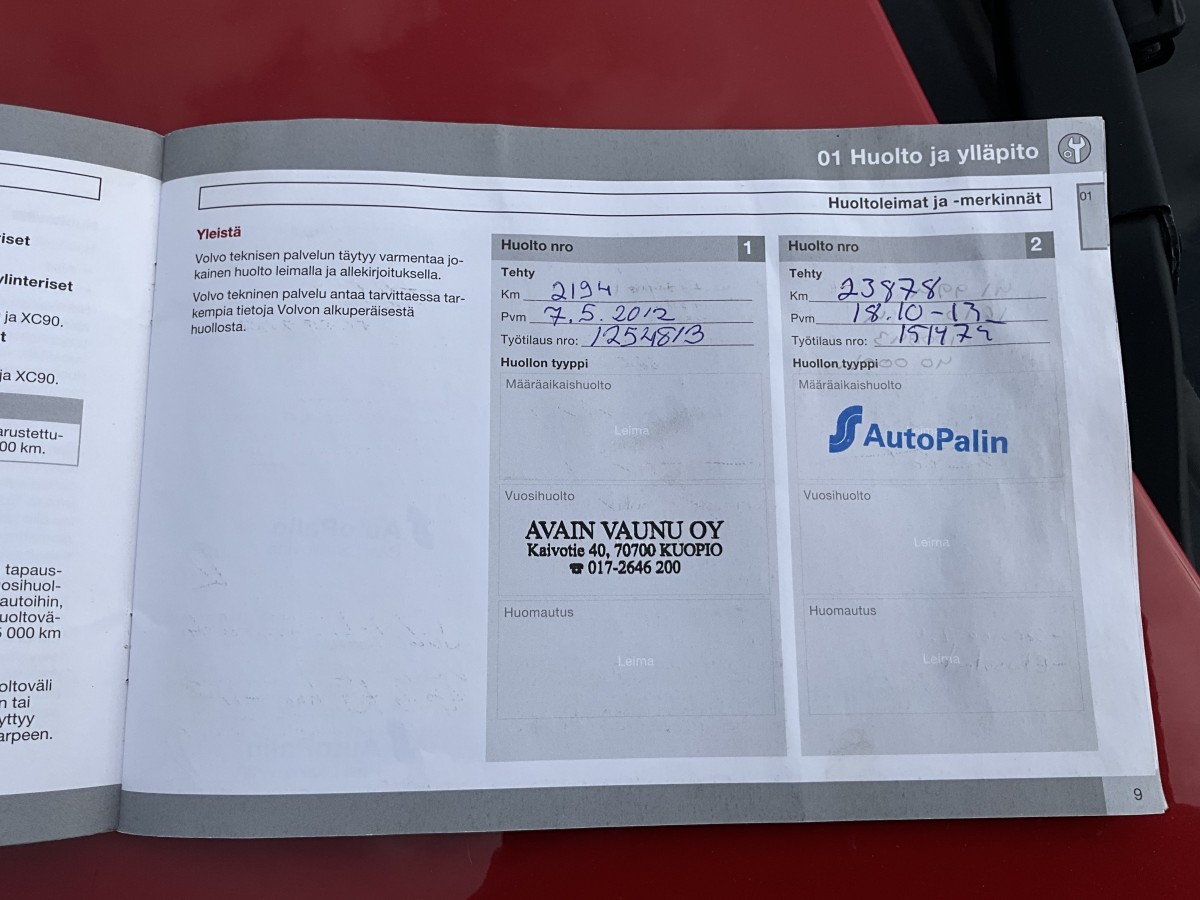 01 Huolto ja ylläpito
Huoltoleimat ja -merkinnät
01
riset
ylinteriset
ja XC90.
t
ja XC90.
arustettu-
00 km.
tapaus-
osihuol-
autoihin,
uoltovä-
5 000 km
oltoväli
n tai
yttyy
arpeen.
Yleistä
Volvo teknisen palvelun täytyy varmentaa jo-
kainen huolto leimalla ja allekirjoituksella.
Volvo tekninen palvelu antaa tarvittaessa tar-
kempia tietoja Volvon alkuperäisestä
huollosta.
Huolto nro 1
Tehty
Km 2194
Pvm 7.5.2012
Työtilaus nro: 1254813
Huollon tyyppi
Määräaikaishuolto
Leima
Vuosihuolto
AVAIN VAUNU OY
Kaivotie 40, 70700 KUOPIO
☎ 017-2646 200
Huomautus
Leima
Huolto nro 2
Tehty
Km 23878
Pvm 18.10-12
Työtilaus nro: 151474
Huollon tyyppi
Määräaikaishuolto
AutoPalin
Vuosihuolto
Leima
Huomautus
Leima
9